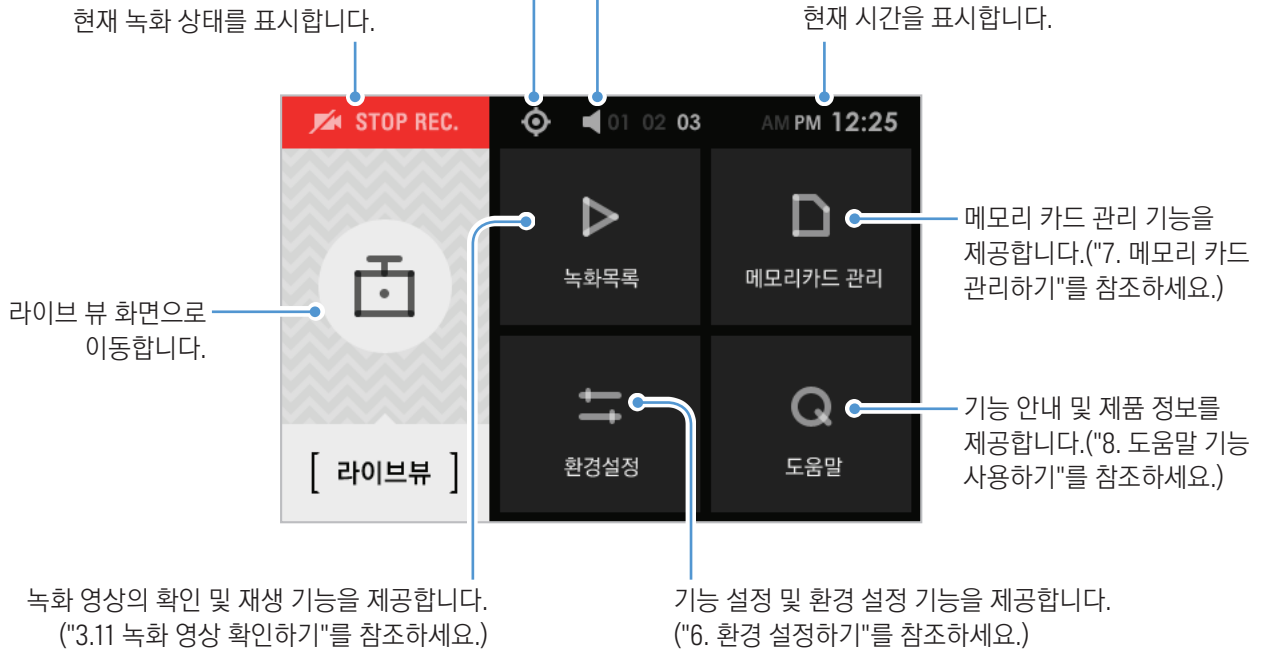 현재 녹화 상태를 표시합니다.
현재 시간을 표시합니다.
STOP REC.
01 02 03
AM PM 12:25
녹화목록
메모리카드 관리
메모리 카드 관리 기능을
제공합니다.("7. 메모리 카드
관리하기"를 참조하세요.)
라이브 뷰 화면으로
이동합니다.
[ 라이브뷰 ]
환경설정
도움말
기능 안내 및 제품 정보를
제공합니다.("8. 도움말 기능
사용하기"를 참조하세요.)
녹화 영상의 확인 및 재생 기능을 제공합니다.
("3.11 녹화 영상 확인하기"를 참조하세요.)
기능 설정 및 환경 설정 기능을 제공합니다.
("6. 환경 설정하기"를 참조하세요.)